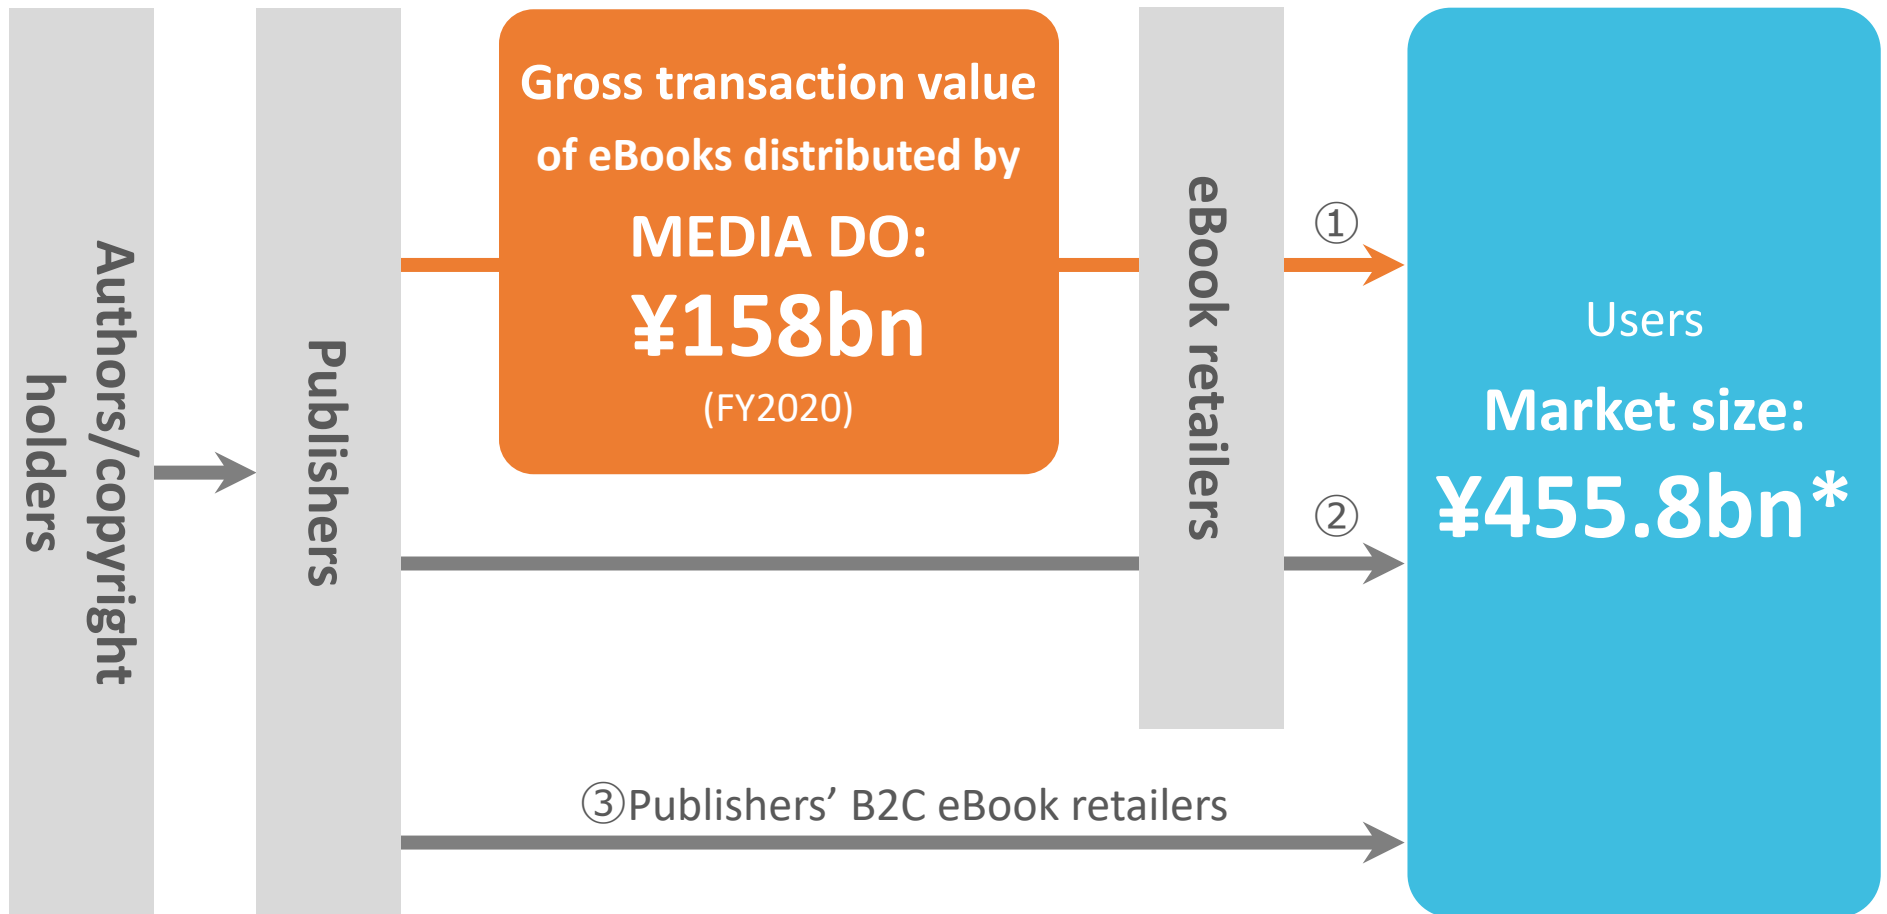 Authors/copyright
holders
Publishers
Gross transaction value
of eBooks distributed by
MEDIA DO:
¥158bn
(FY2020)
eBook retailers
①
②
③Publishers’ B2C eBook retailers
Users
Market size:
¥455.8bn*